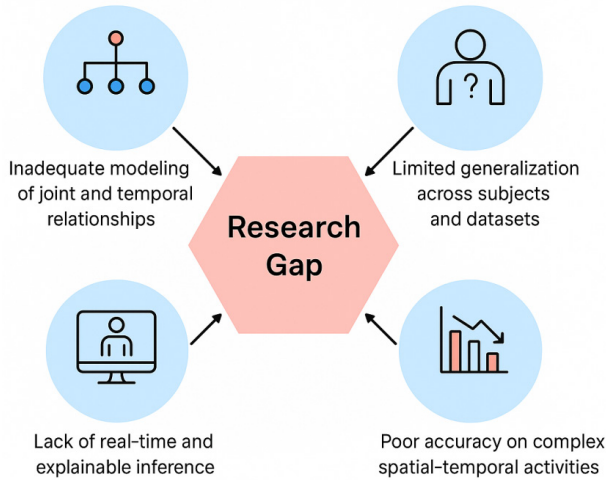 Inadequate modeling
of joint and temporal
relationships
?
Limited generalization
across subjects
and datasets
Research
Gap
Lack of real-time and
explainable inference
Poor accuracy on complex
spatial-temporal activities